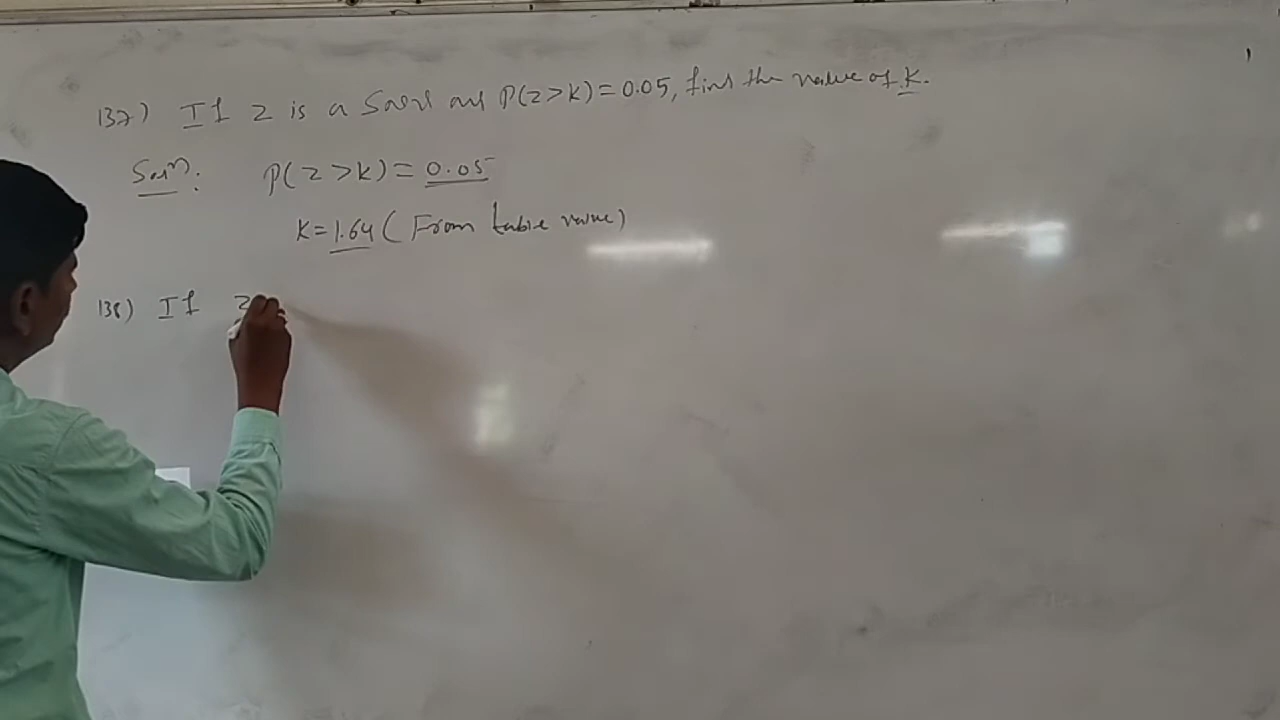 137) If Z is a SNV and P(Z>K)=0.05, find the value of K.
Soln: P(Z>K)=0.05
K=1.64 (From table value)
138) If Z